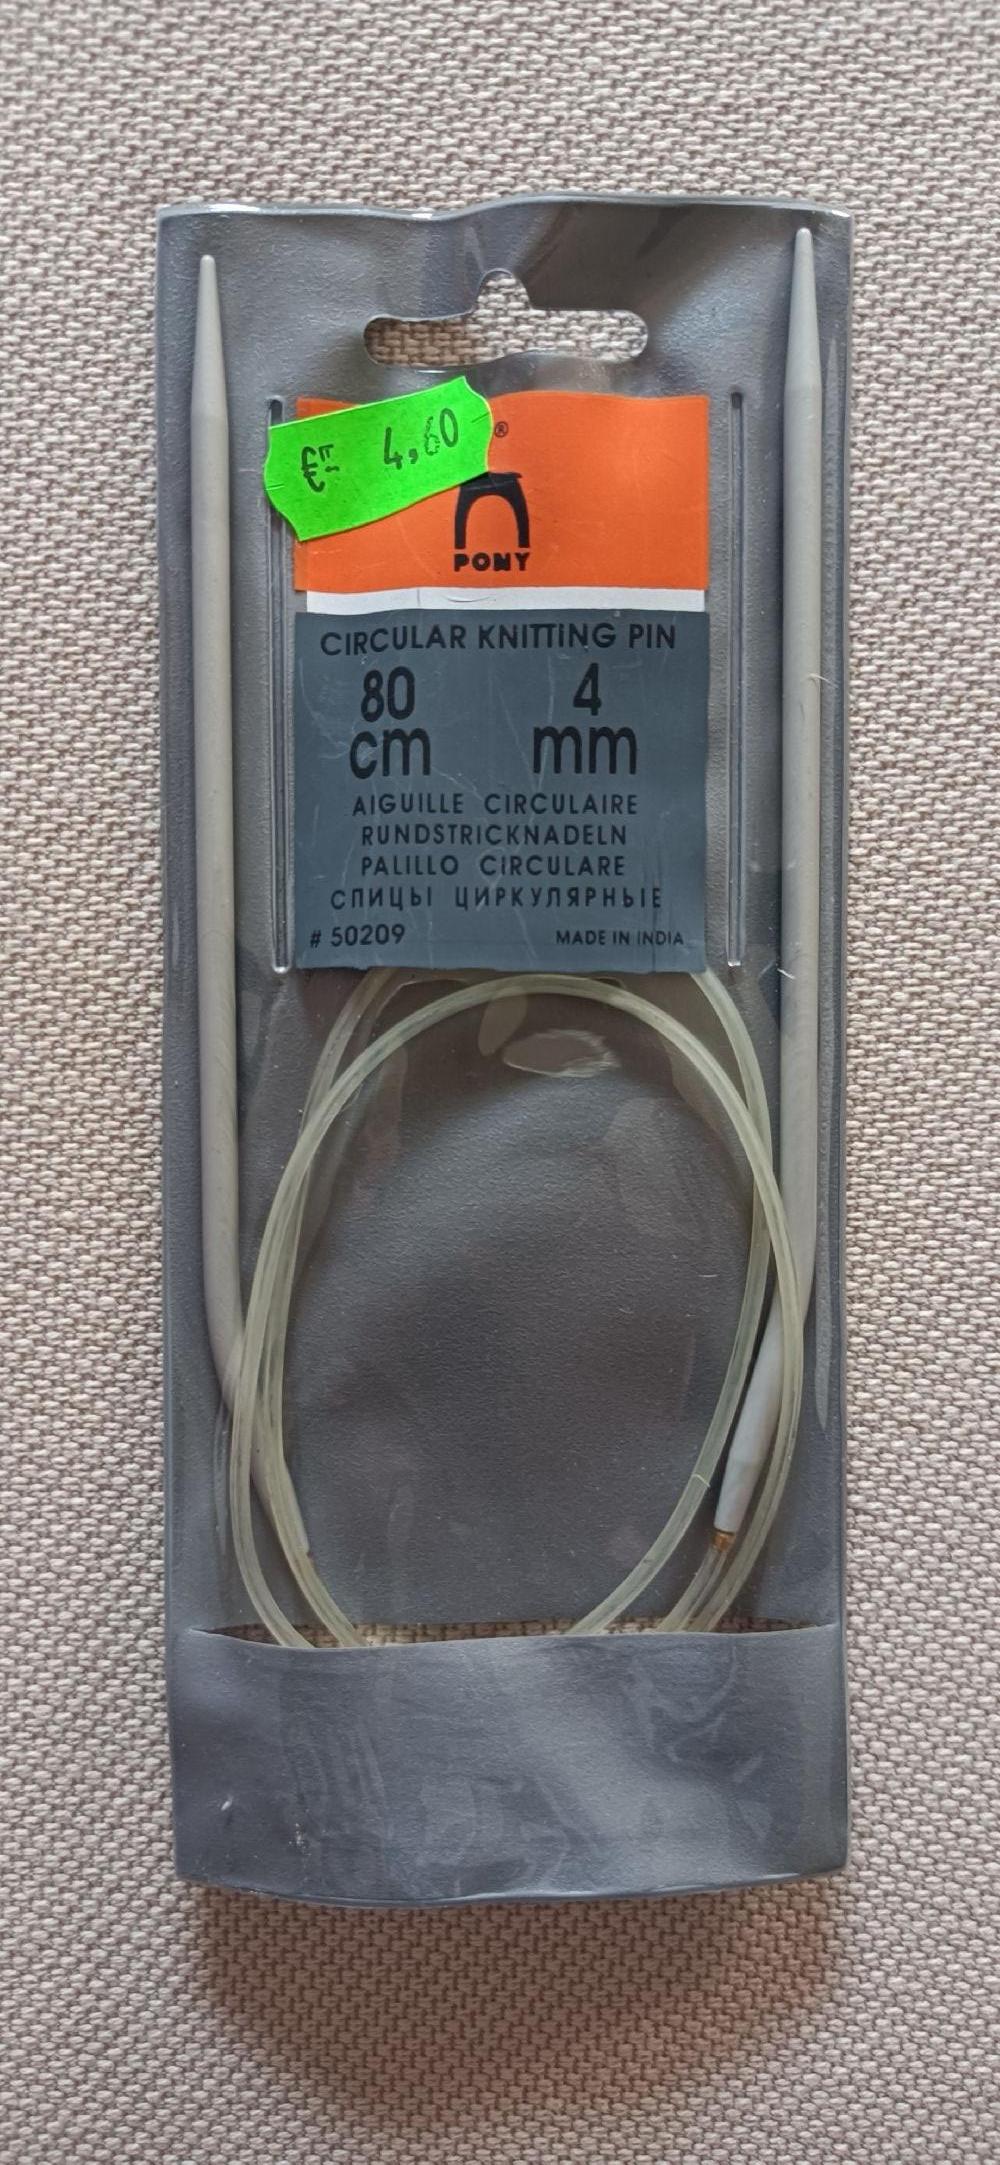 € 4,60
®
PONY
CIRCULAR KNITTING PIN
80 4
cm mm
AIGUILLE CIRCULAIRE
RUNDSTRICKNADELN
PALILLO CIRCULARE
СПИЦЫ ЦИРКУЛЯРНЫЕ
# 50209 MADE IN INDIA